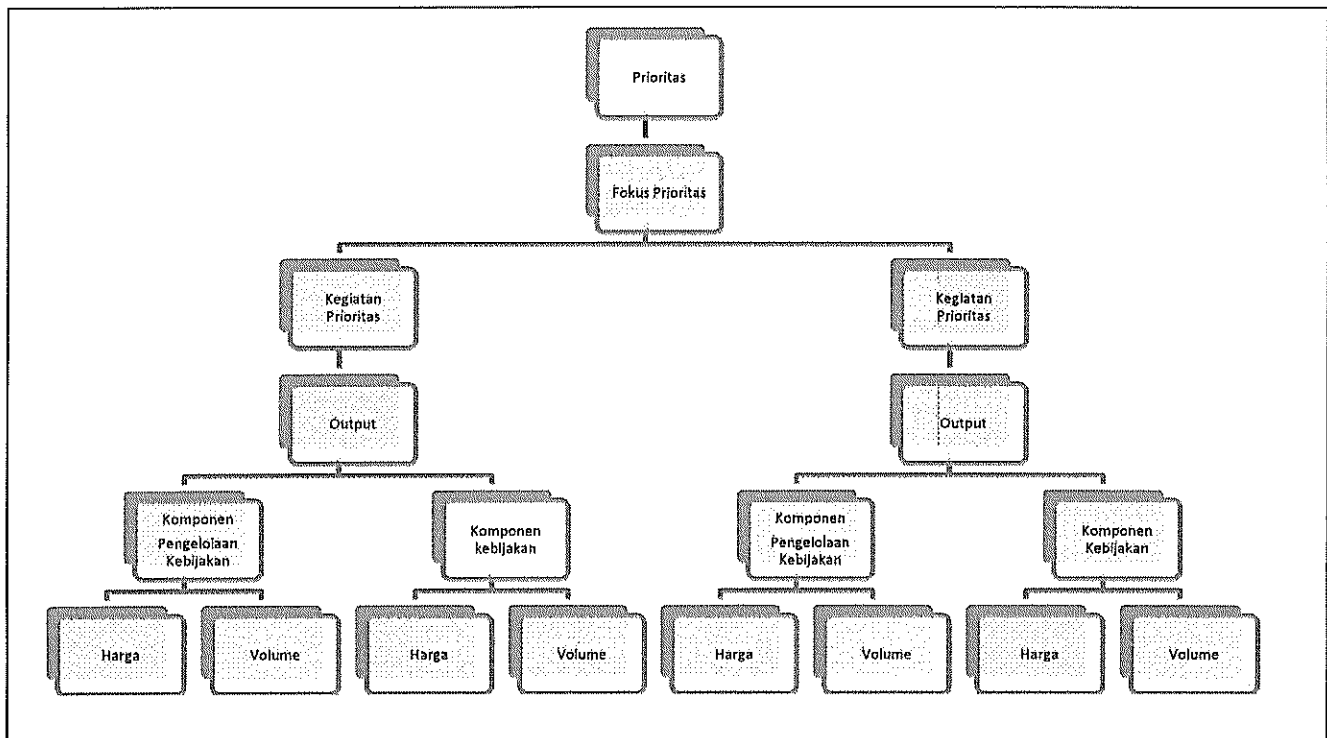 Prioritas
Fokus Prioritas
Kegiatan
Prioritas
Kegiatan
Prioritas
Output
Output
Komponen
Pengelolaan
Kebijakan
Komponen
kebijakan
Komponen
Pengelolaan
Kebijakan
Komponen
Kebijakan
Harga
Volume
Harga
Volume
Harga
Volume
Harga
Volume